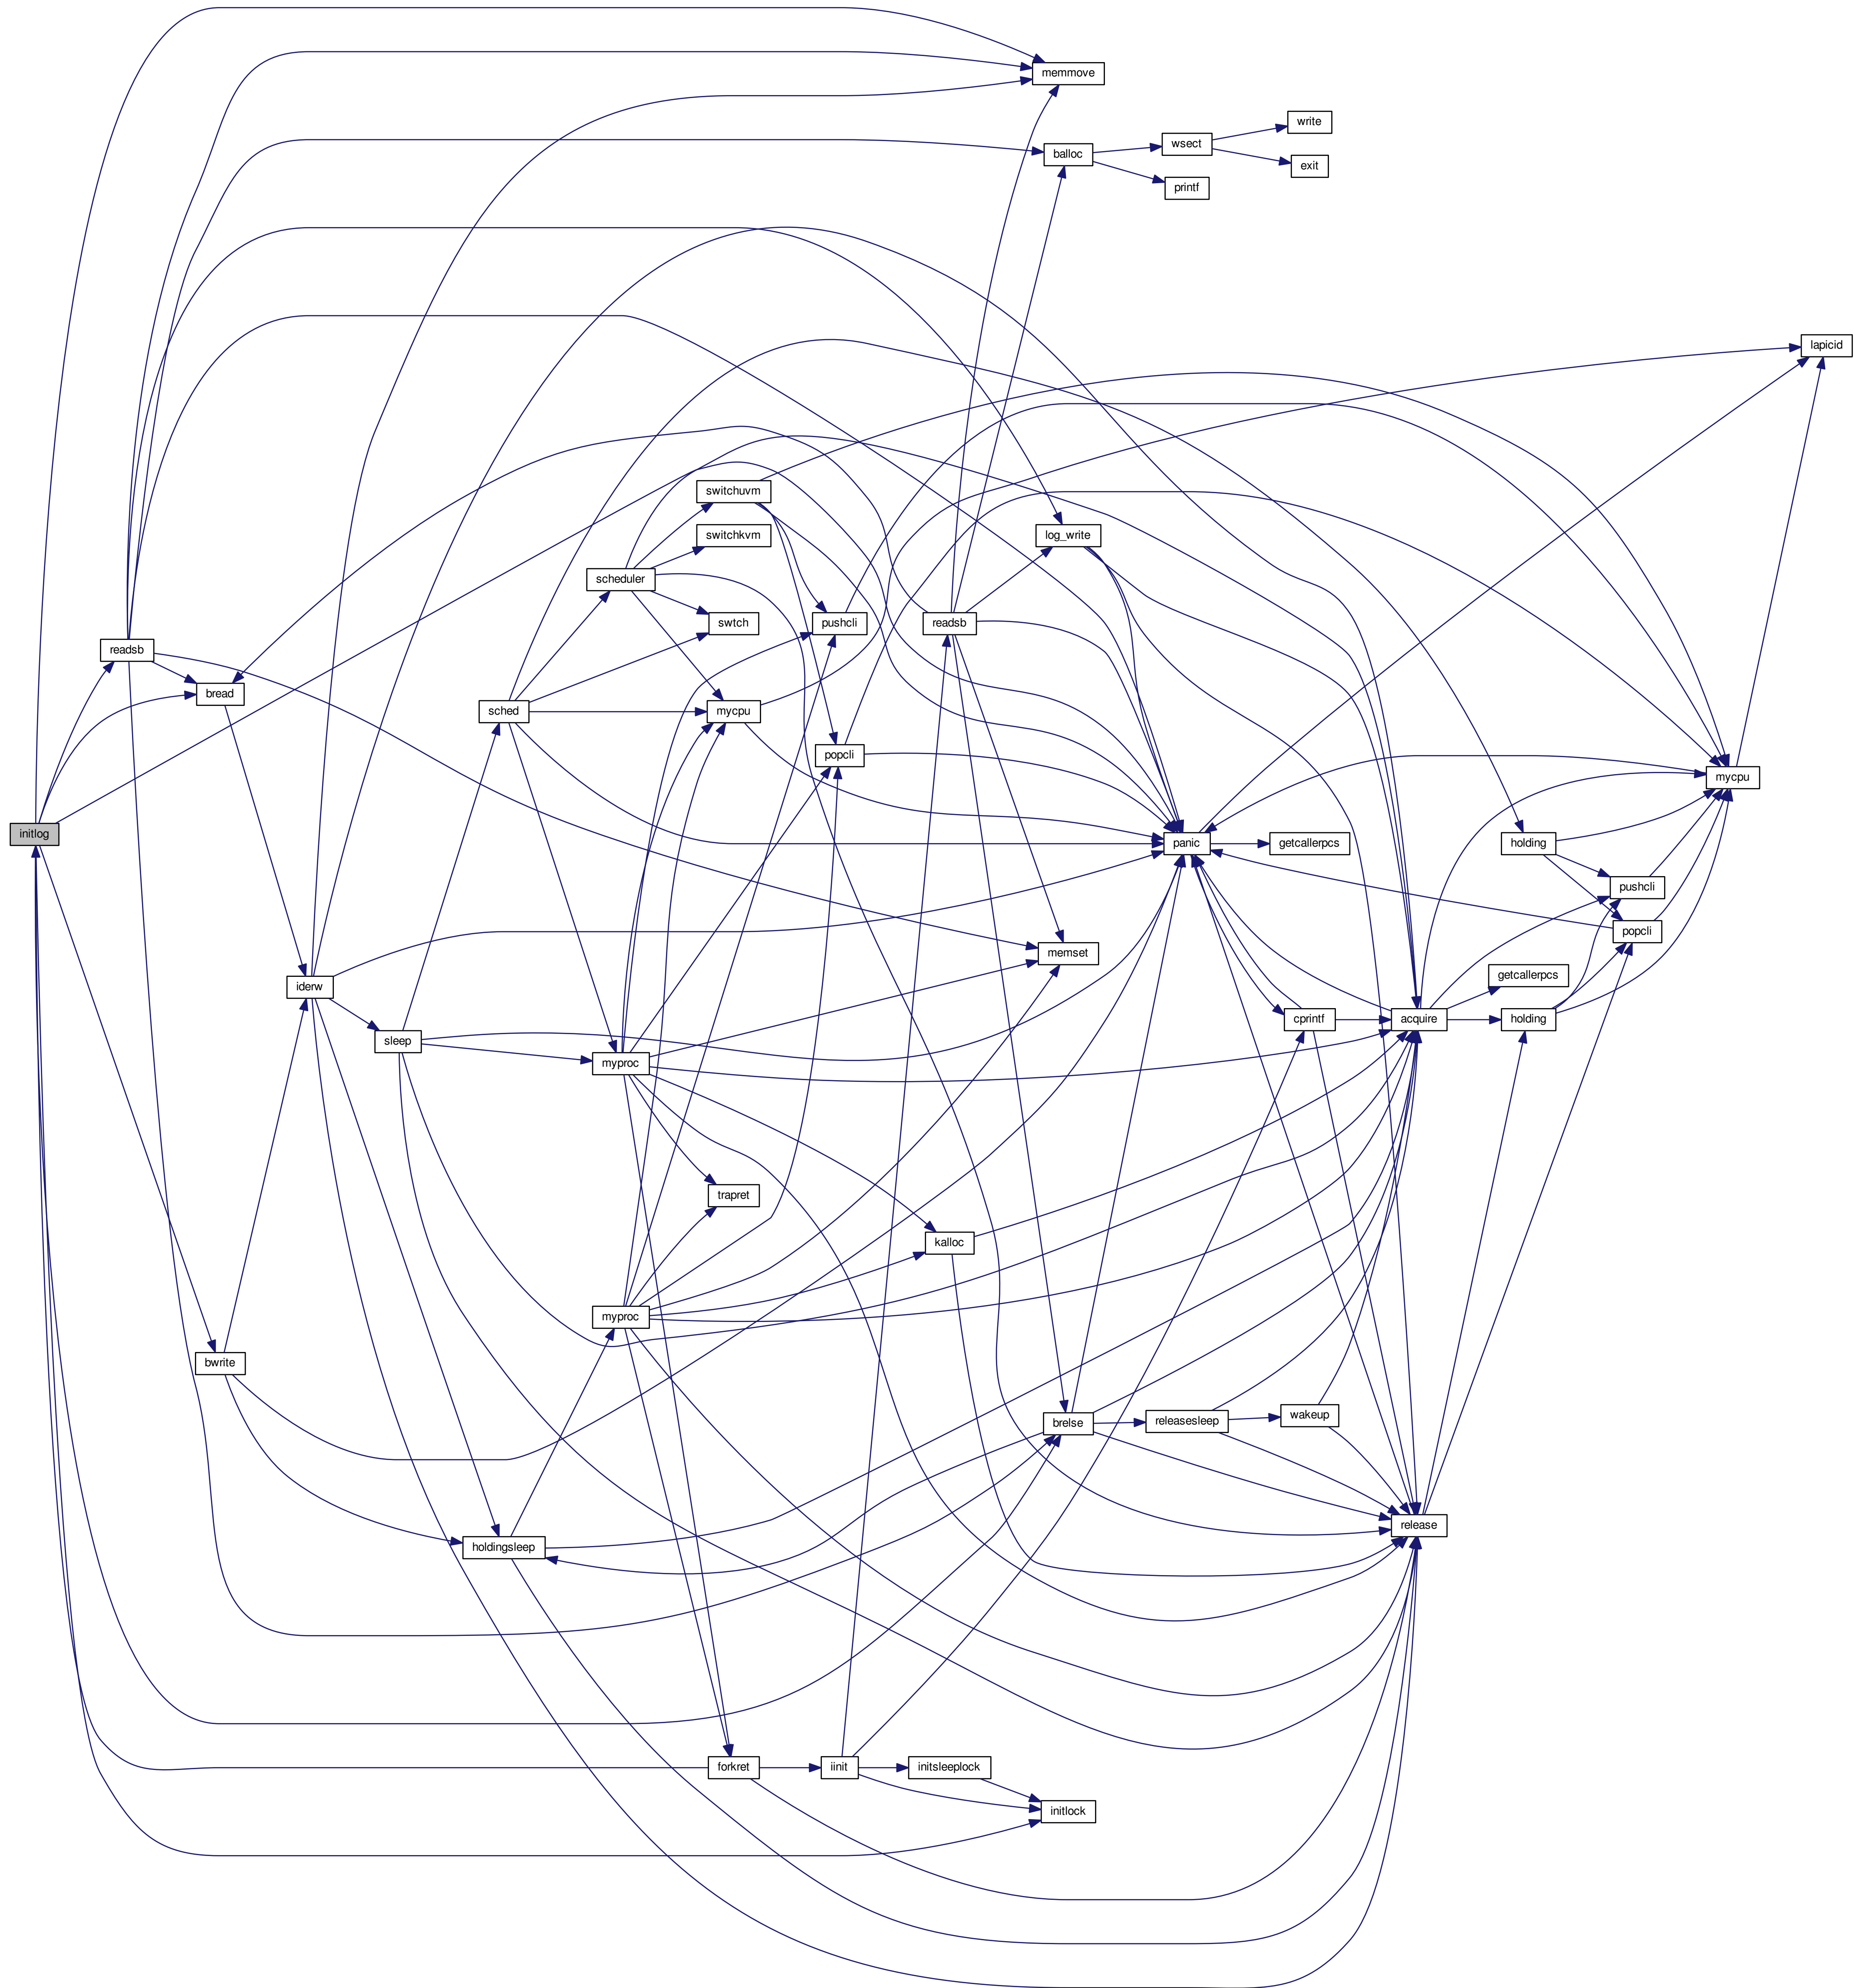 memmove
write
wsect
balloc
exit
printf
lapicid
switchuvm
log_write
switchkvm
scheduler
swtch
pushcli
readsb
readsb
bread
sched
mycpu
popcli
mycpu
initlog
panic
getcallerpcs
holding
pushcli
popcli
memset
getcallerpcs
iderw
cprintf
acquire
holding
sleep
myproc
trapret
kalloc
myproc
bwrite
wakeup
brelse
releasesleep
release
holdingsleep
forkret
iinit
initsleeplock
initlock